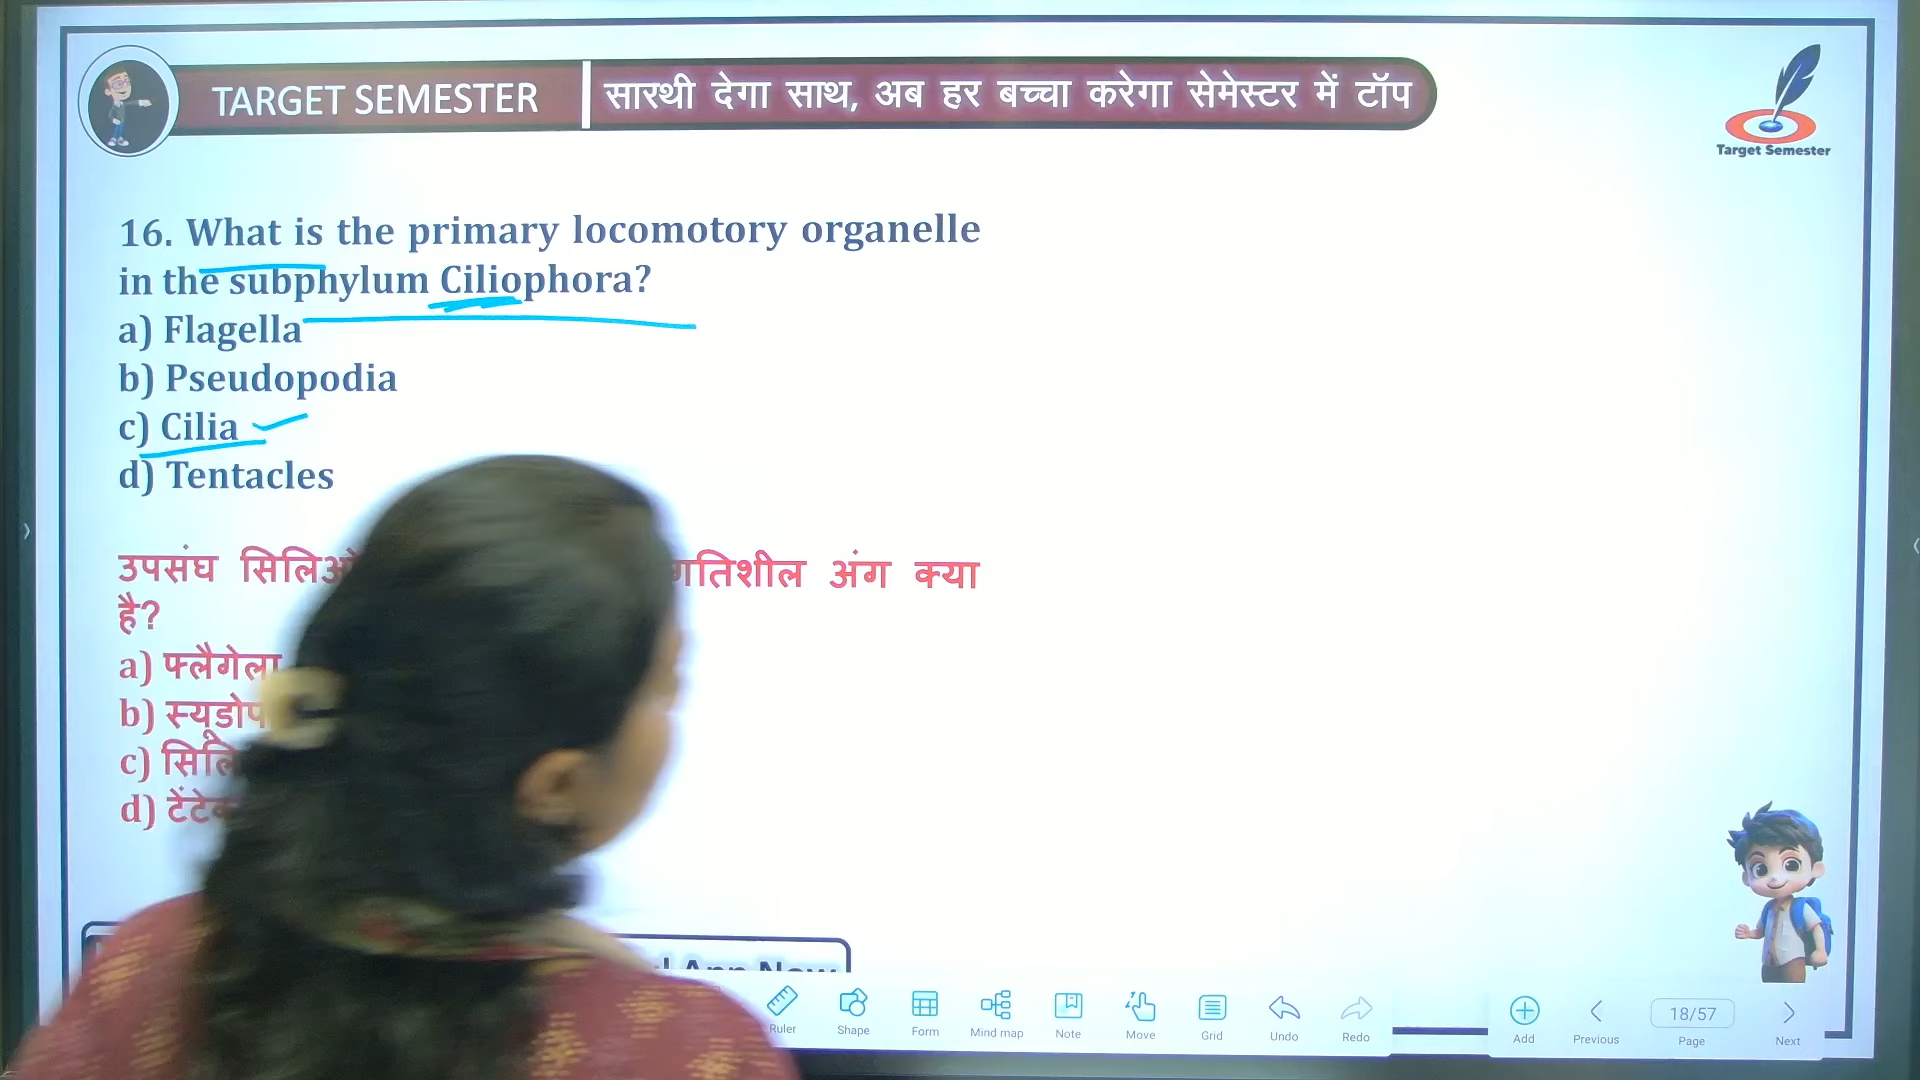 TARGET SEMESTER
सारथी देगा साथ, अब हर बच्चा करेगा सेमेस्टर में टॉप
Target Semester
16. What is the primary locomotory organelle
in the subphylum Ciliophora?
a) Flagella
b) Pseudopodia
c) Cilia
d) Tentacles
उपसंघ गतिशील अंग क्या
है?
a) फ्लैगेला
b)
c)
d)
App Now
Ruler Shape Form Mind map Note Move Grid Undo Redo Add Previous Page Next
18/57